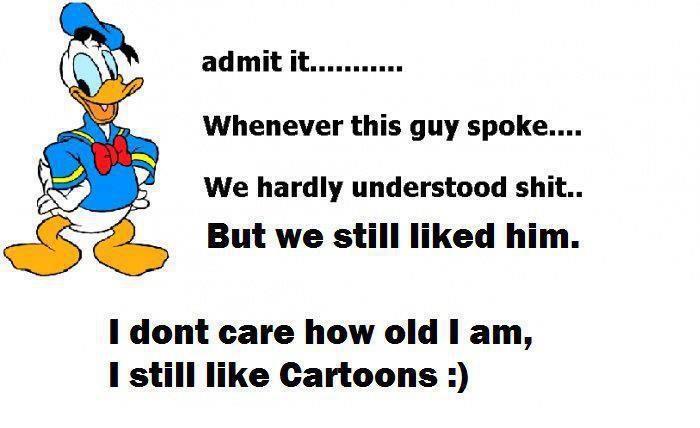 admit it...........
Whenever this guy spoke....
We hardly understood shit..
But we still liked him.
I dont care how old I am,
I still like Cartoons :)